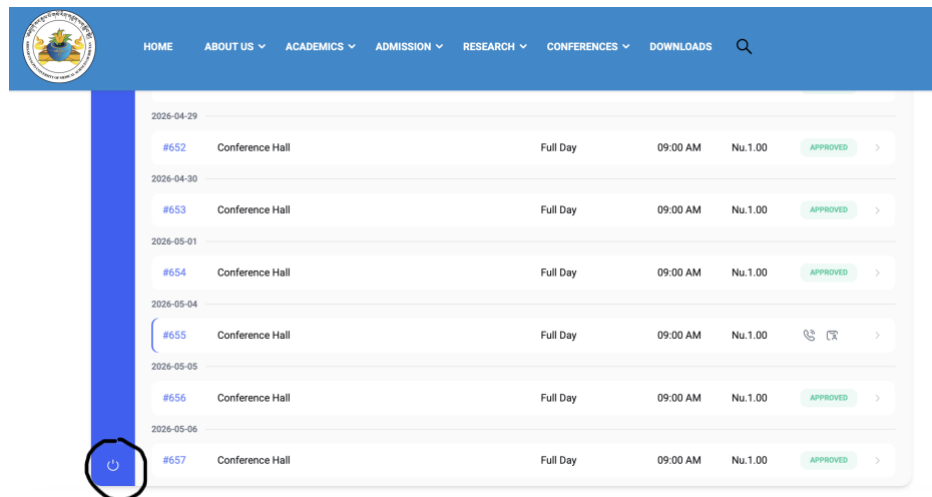 HOME ABOUT US ACADEMICS ADMISSION RESEARCH CONFERENCES DOWNLOADS
2026-04-29
#652 Conference Hall Full Day 09:00 AM Nu.1.00 APPROVED
2026-04-30
#653 Conference Hall Full Day 09:00 AM Nu.1.00 APPROVED
2026-05-01
#654 Conference Hall Full Day 09:00 AM Nu.1.00 APPROVED
2026-05-04
#655 Conference Hall Full Day 09:00 AM Nu.1.00
2026-05-05
#656 Conference Hall Full Day 09:00 AM Nu.1.00 APPROVED
2026-05-06
#657 Conference Hall Full Day 09:00 AM Nu.1.00 APPROVED